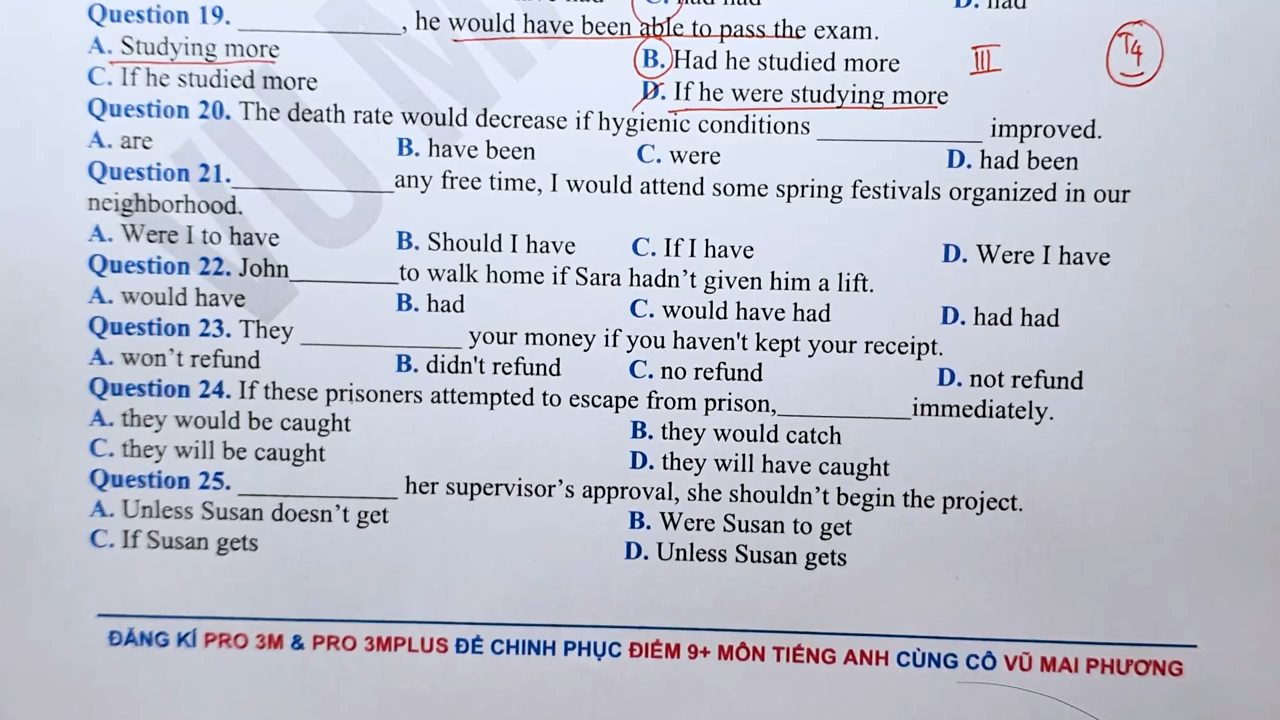 had had
D. had
Question 19. ____________, he would have been able to pass the exam.
A. Studying more B. Had he studied more
C. If he studied more D. If he were studying more
III
T4
Question 20. The death rate would decrease if hygienic conditions ____________ improved.
A. are B. have been C. were D. had been
Question 21. ____________any free time, I would attend some spring festivals organized in our
neighborhood.
A. Were I to have B. Should I have C. If I have D. Were I have
Question 22. John________to walk home if Sara hadn't given him a lift.
A. would have B. had C. would have had D. had had
Question 23. They ____________ your money if you haven't kept your receipt.
A. won't refund B. didn't refund C. no refund D. not refund
Question 24. If these prisoners attempted to escape from prison,__________immediately.
A. they would be caught B. they would catch
C. they will be caught D. they will have caught
Question 25. ____________ her supervisor's approval, she shouldn't begin the project.
A. Unless Susan doesn't get B. Were Susan to get
C. If Susan gets D. Unless Susan gets
ĐĂNG KÍ PRO 3M & PRO 3MPLUS ĐỂ CHINH PHỤC ĐIỂM 9+ MÔN TIẾNG ANH CÙNG CÔ VŨ MAI PHƯƠNG